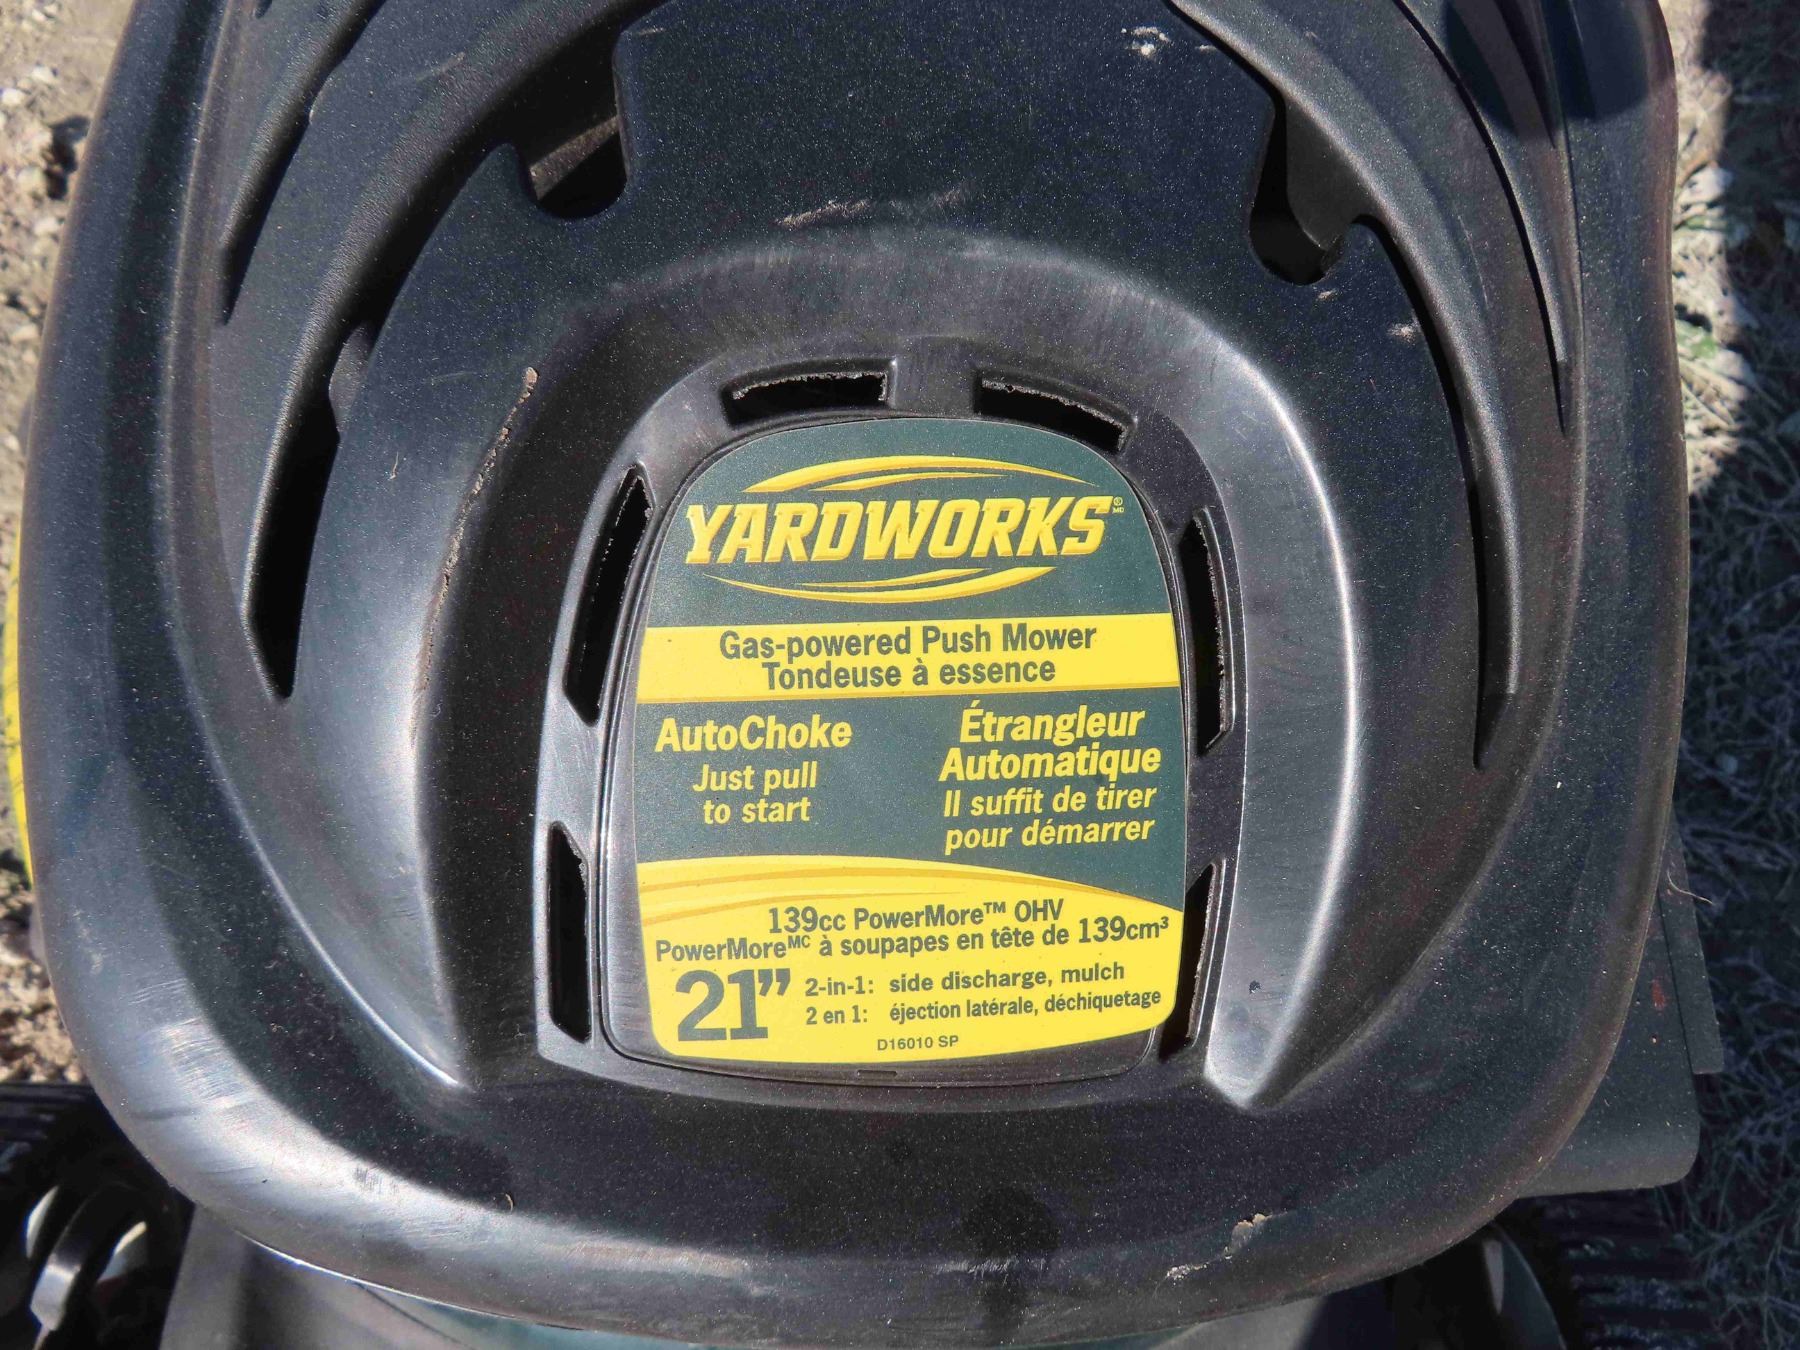 YARDWORKS® MD
Gas-powered Push Mower
Tondeuse à essence
AutoChoke
Just pull
to start
Étrangleur
Automatique
Il suffit de tirer
pour démarrer
139cc PowerMore™ OHV
PowerMoreᴹᶜ à soupapes en tête de 139cm³
21”
2-in-1: side discharge, mulch
2 en 1: éjection latérale, déchiquetage
D16010 SP